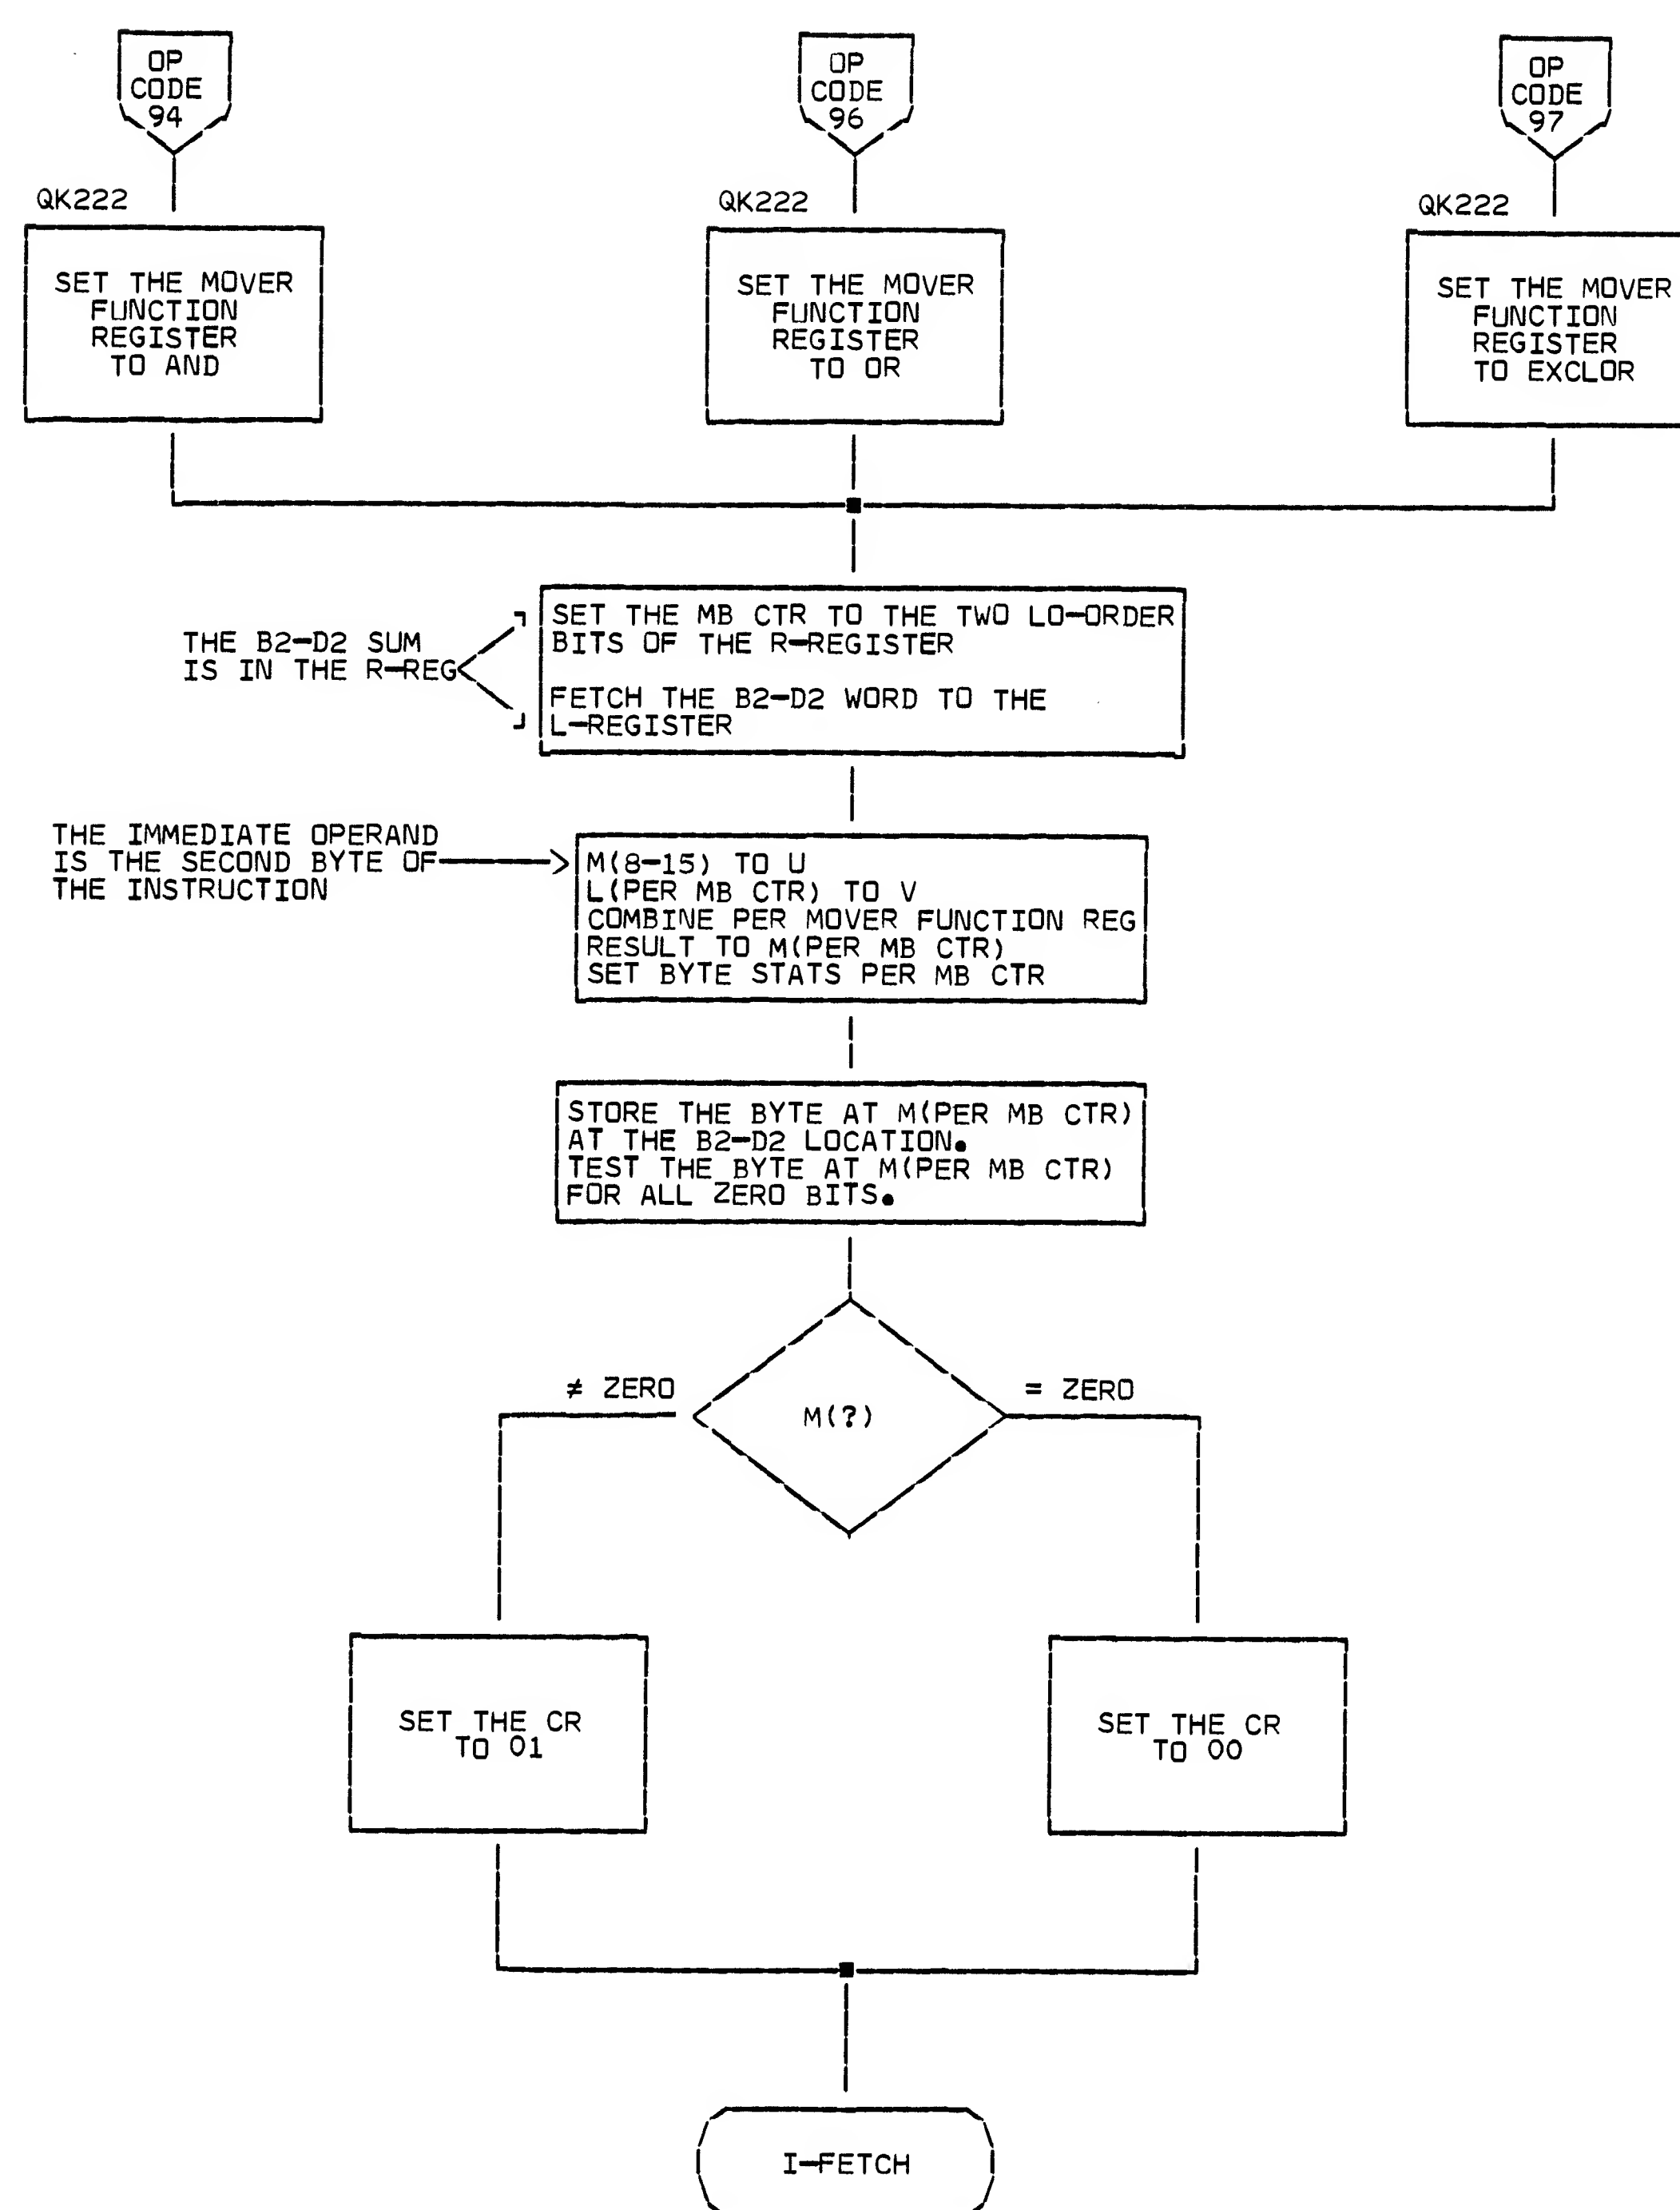 OP
CODE
94
OP
CODE
96
OP
CODE
97
QK222
QK222
QK222
SET THE MOVER
FUNCTION
REGISTER
TO AND
SET THE MOVER
FUNCTION
REGISTER
TO OR
SET THE MOVER
FUNCTION
REGISTER
TO EXCLOR
THE B2-D2 SUM
IS IN THE R-REG
SET THE MB CTR TO THE TWO LO-ORDER
BITS OF THE R-REGISTER
FETCH THE B2-D2 WORD TO THE
L-REGISTER
THE IMMEDIATE OPERAND
IS THE SECOND BYTE OF
THE INSTRUCTION
M(8-15) TO U
L(PER MB CTR) TO V
COMBINE PER MOVER FUNCTION REG
RESULT TO M(PER MB CTR)
SET BYTE STATS PER MB CTR
STORE THE BYTE AT M(PER MB CTR)
AT THE B2-D2 LOCATION.
TEST THE BYTE AT M(PER MB CTR)
FOR ALL ZERO BITS.
≠ ZERO
M(?)
= ZERO
SET THE CR
TO 01
SET THE CR
TO 00
I-FETCH